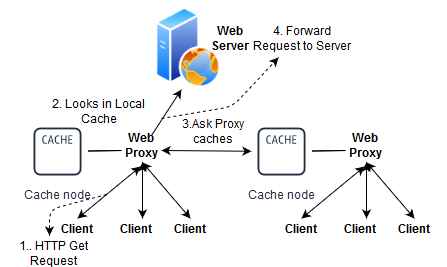 Web
Server
4. Forward
Request to Server
2. Looks in Local
Cache
3.Ask Proxy
caches
CACHE
Web
Proxy
CACHE
Web
Proxy
Cache node
Cache node
Client
Client
Client
Client
Client
Client
1.. HTTP Get
Request